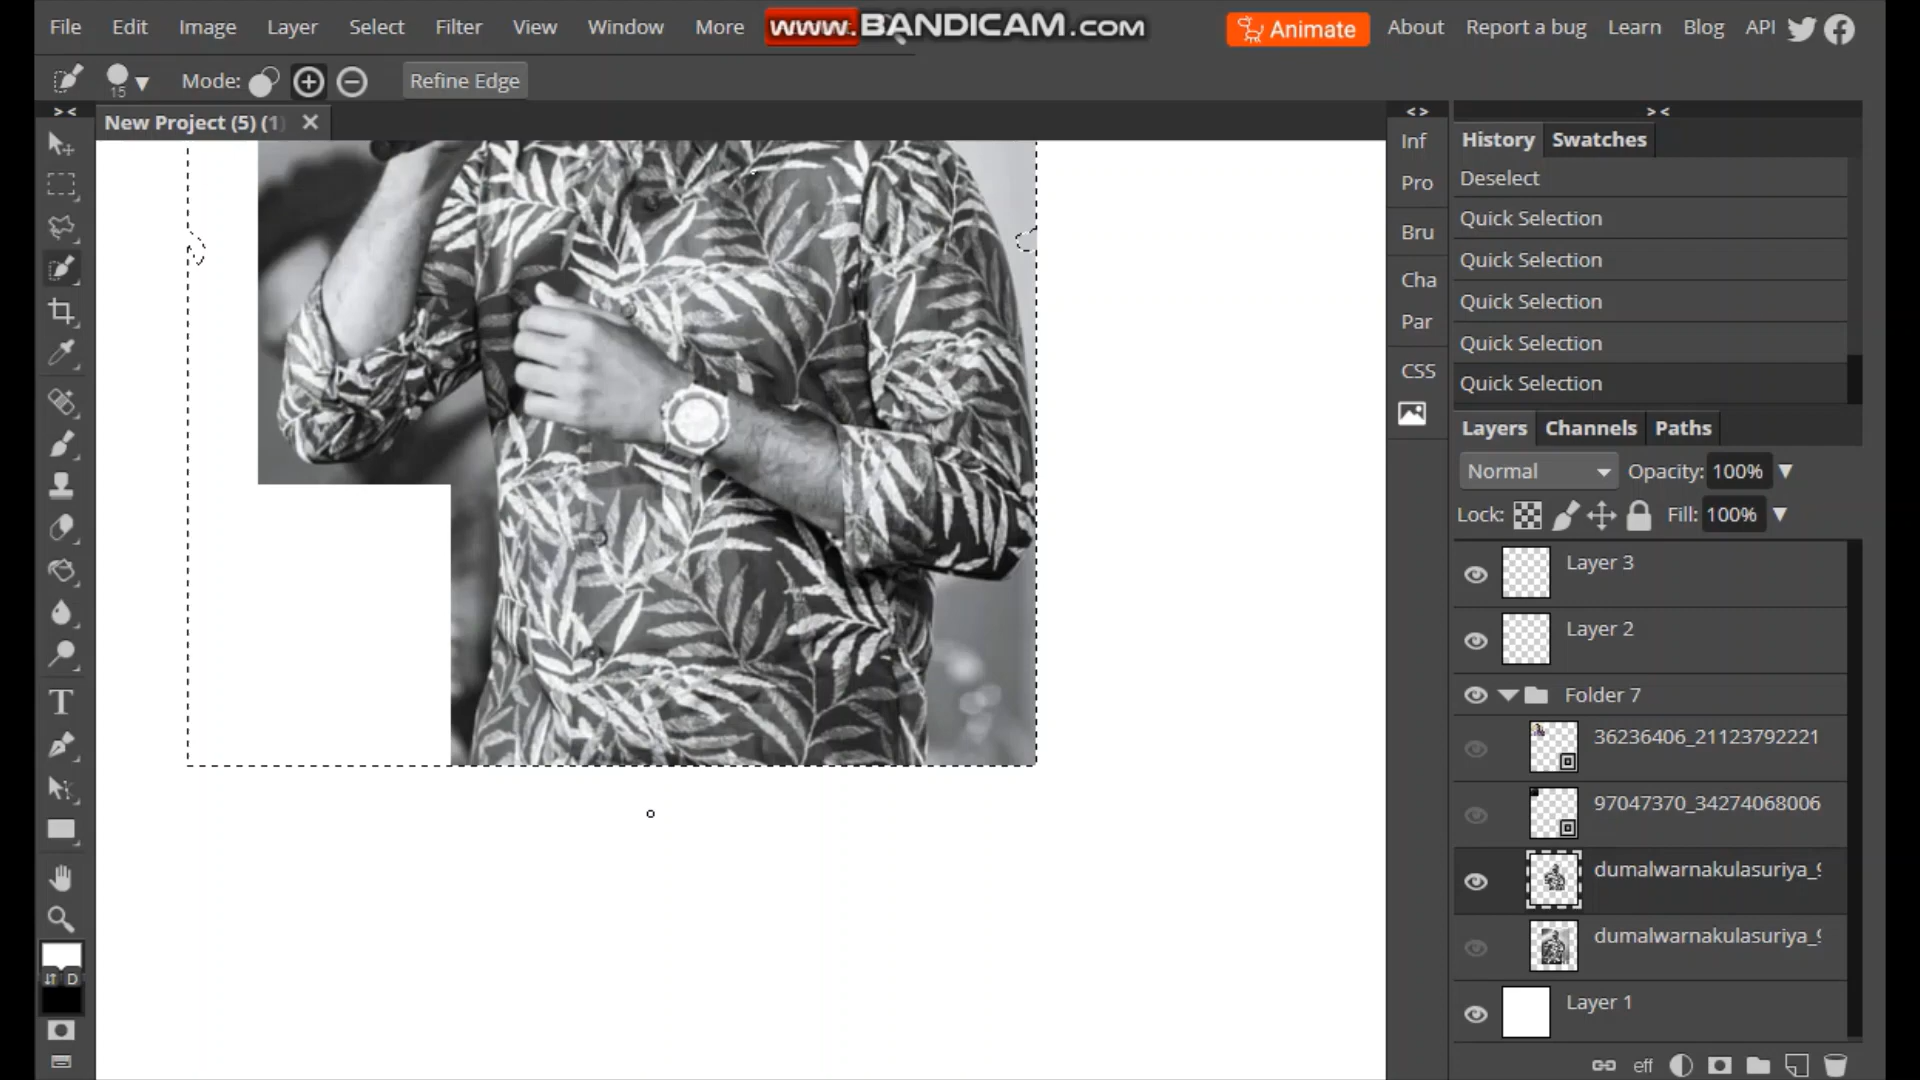 File Edit Image Layer Select Filter View Window More
www.BANDICAM.com
Animate About Report a bug Learn Blog API
15 Mode: Refine Edge
New Project (5) (1)
Inf
Pro
Bru
Cha
Par
CSS
History Swatches
Deselect
Quick Selection
Quick Selection
Quick Selection
Quick Selection
Quick Selection
Layers Channels Paths
Normal Opacity: 100%
Lock: Fill: 100%
Layer 3
Layer 2
Folder 7
36236406_21123792221
97047370_34274068006
dumalwarnakulasuriya_9
dumalwarnakulasuriya_9
Layer 1
D
eff